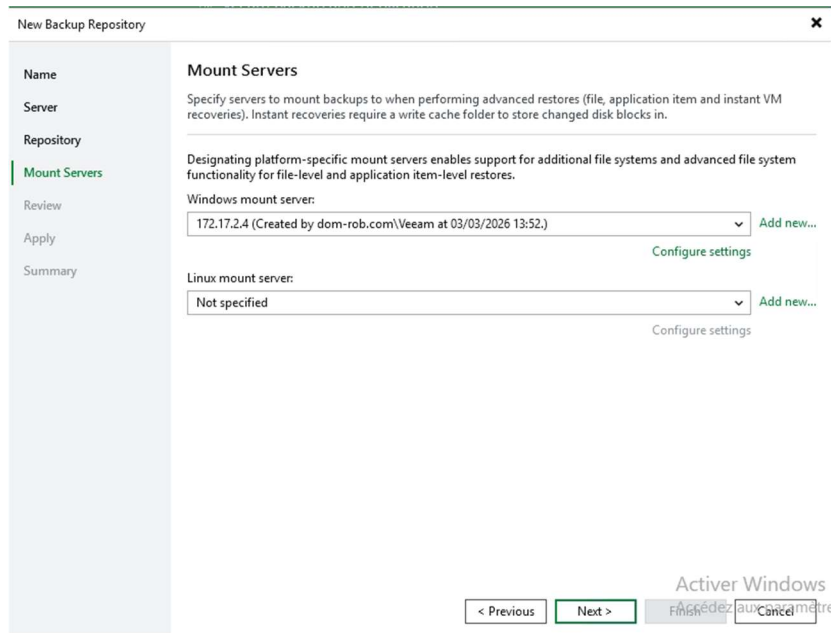 New Backup Repository
Name
Server
Repository
Mount Servers
Review
Apply
Summary
Mount Servers
Specify servers to mount backups to when performing advanced restores (file, application item and instant VM
recoveries). Instant recoveries require a write cache folder to store changed disk blocks in.
Designating platform-specific mount servers enables support for additional file systems and advanced file system
functionality for file-level and application item-level restores.
Windows mount server:
172.17.2.4 (Created by dom-rob.com\Veeam at 03/03/2026 13:52.)
Add new...
Configure settings
Linux mount server:
Not specified
Add new...
Configure settings
Activer Windows
Accédez aux paramètre
< Previous
Next >
Finish
Cancel